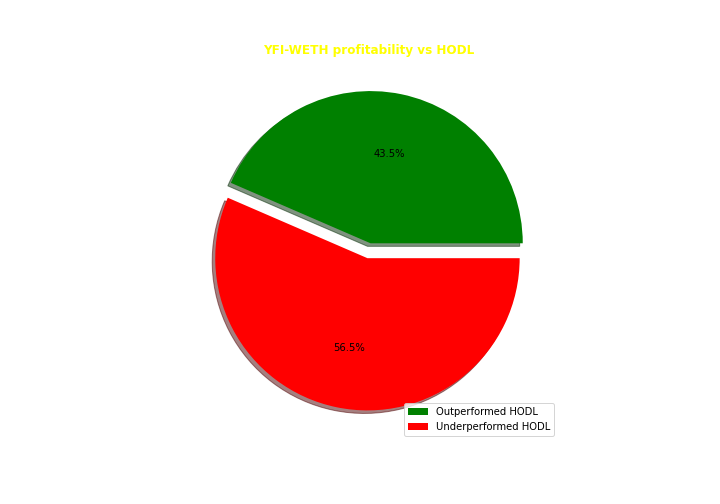 YFI-WETH profitability vs HODL
43.5%
56.5%
Outperformed HODL
Underperformed HODL